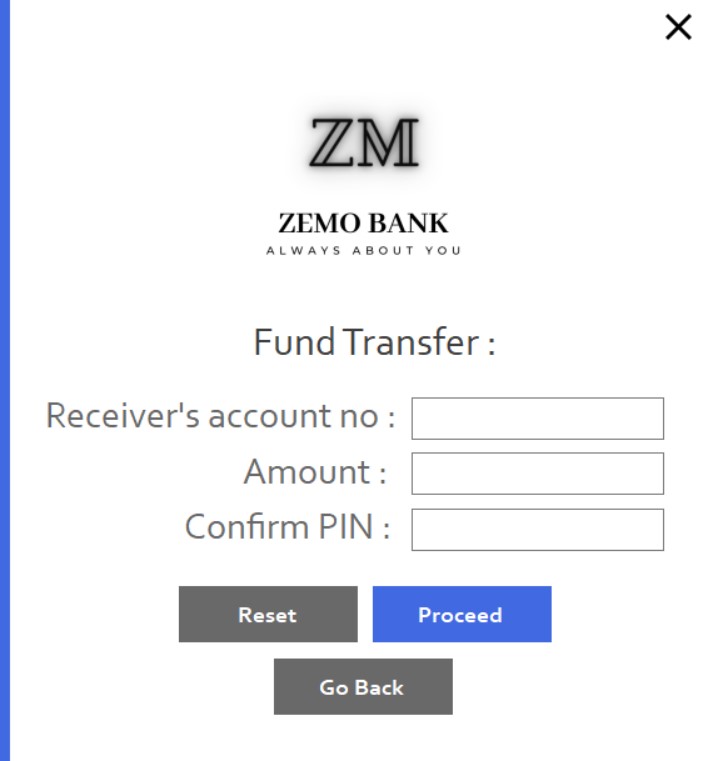 ZM
ZEMO BANK
ALWAYS ABOUT YOU
Fund Transfer :
Receiver's account no :
Amount :
Confirm PIN :
Reset Proceed
Go Back